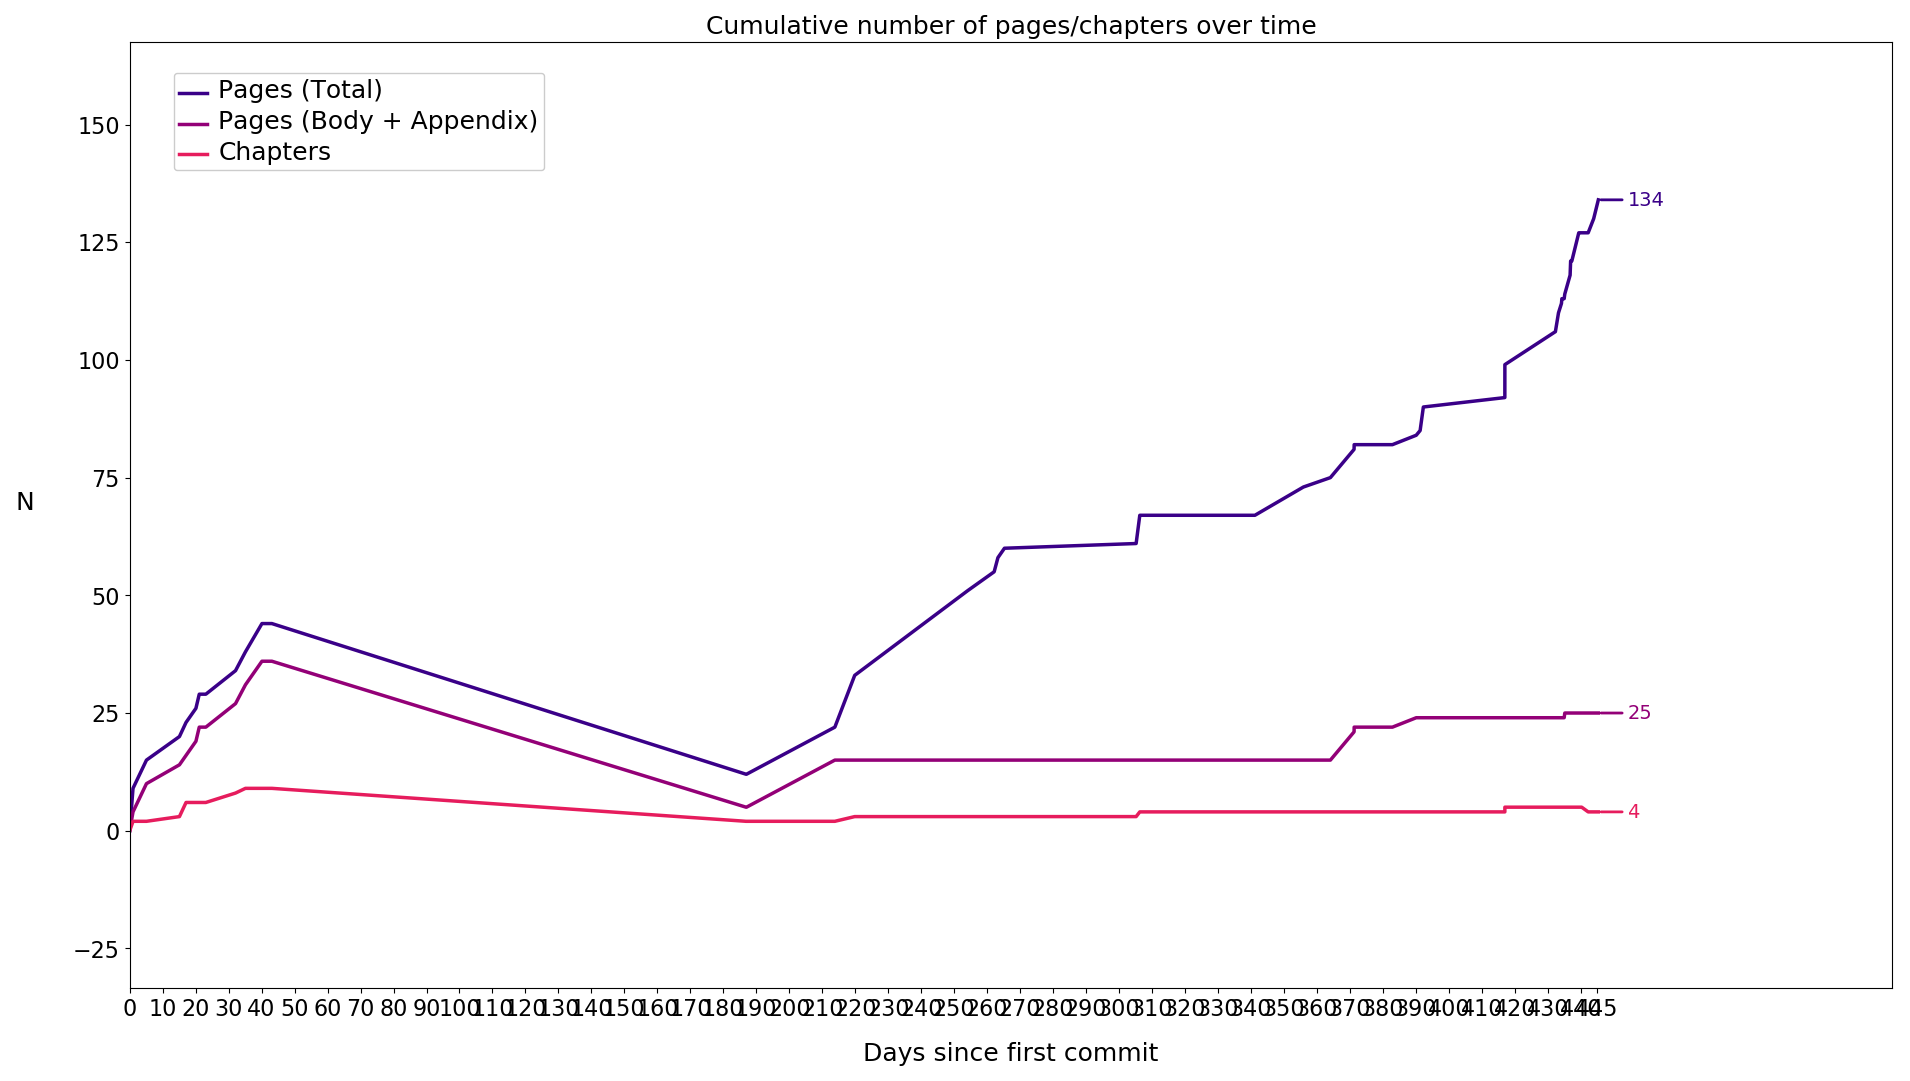 Cumulative number of pages/chapters over time
Pages (Total)
Pages (Body + Appendix)
Chapters
150
125
100
75
50
25
0
−25
N
134
25
4
0 10 20 30 40 50 60 70 80 90 100 110 120 130 140 150 160 170 180 190 200 210 220 230 240 250 260 270 280 290 300 310 320 330 340 350 360 370 380 390 400 410 420 430 440 445
Days since first commit